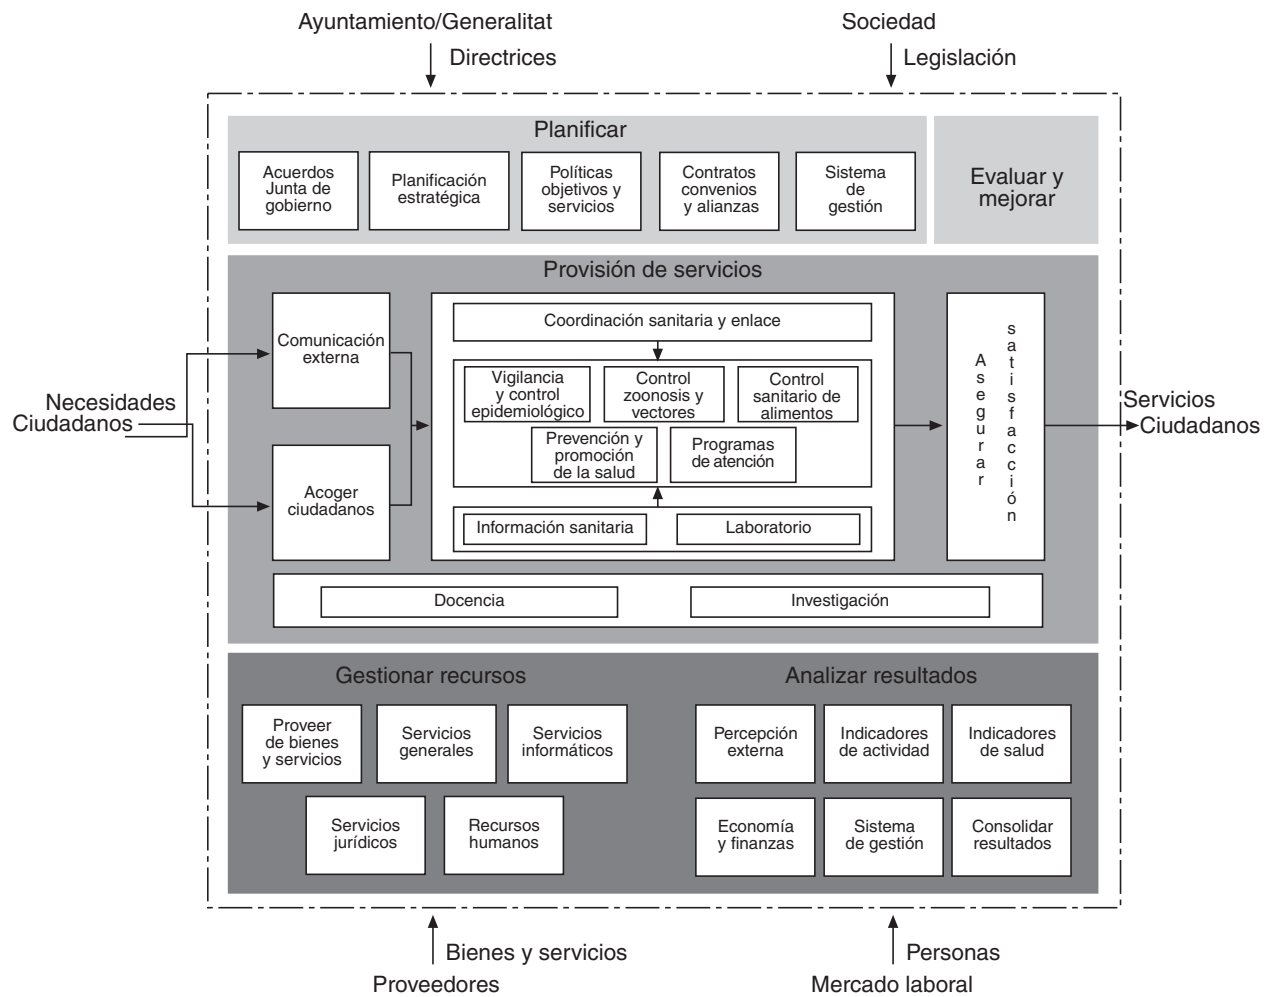 Ayuntamiento/Generalitat
Directrices
Sociedad
Legislación
Planificar
Acuerdos
Junta de
gobierno
Planificación
estratégica
Políticas
objetivos y
servicios
Contratos
convenios
y alianzas
Sistema
de
gestión
Evaluar y
mejorar
Provisión de servicios
Necesidades
Ciudadanos
Comunicación
externa
Acoger
ciudadanos
Coordinación sanitaria y enlace
Vigilancia
y control
epidemiológico
Control
zoonosis y
vectores
Control
sanitario de
alimentos
Prevención y
promoción
de la salud
Programas
de atención
Información sanitaria
Laboratorio
Asegurar
satisfacción
Servicios
Ciudadanos
Docencia
Investigación
Gestionar recursos
Proveer
de bienes
y servicios
Servicios
generales
Servicios
informáticos
Servicios
jurídicos
Recursos
humanos
Analizar resultados
Percepción
externa
Indicadores
de actividad
Indicadores
de salud
Economía
y finanzas
Sistema
de gestión
Consolidar
resultados
Bienes y servicios
Proveedores
Personas
Mercado laboral